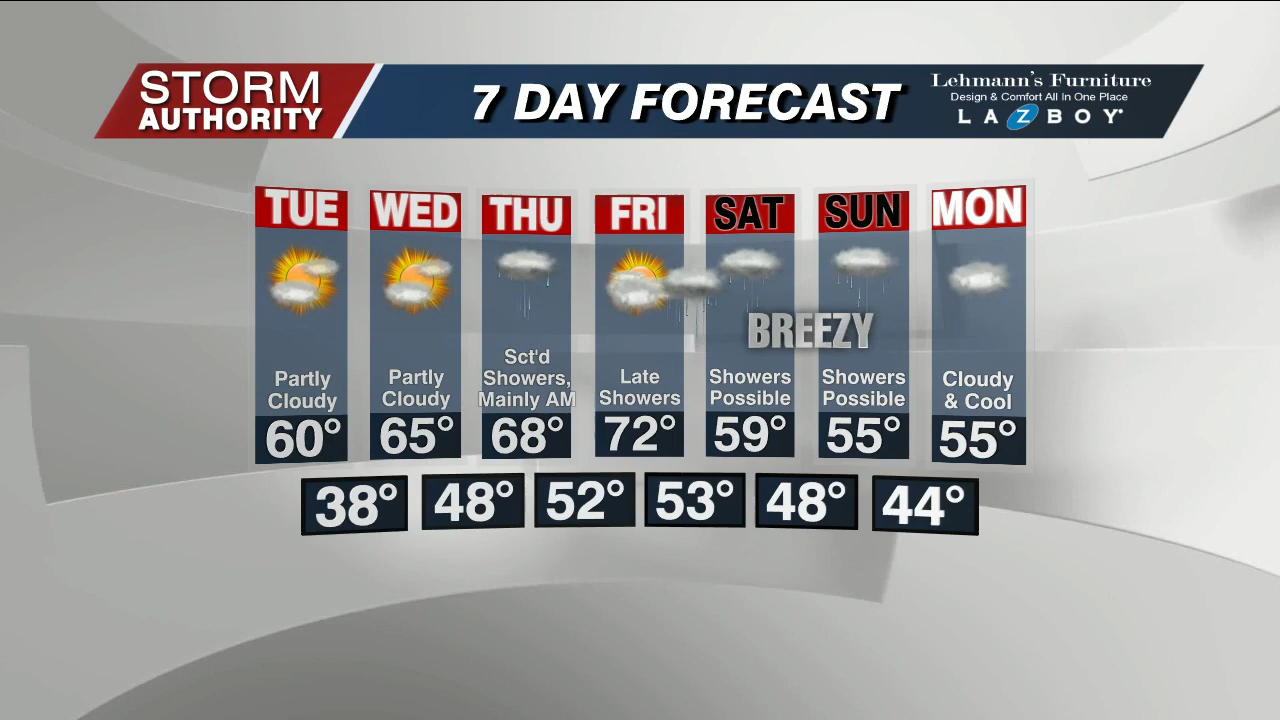 STORM
AUTHORITY
7 DAY FORECAST
Lehmann's Furniture
Design & Comfort All In One Place
LAZBOY®
TUE
WED
THU
FRI
SAT
SUN
MON
BREEZY
Partly
Cloudy
Partly
Cloudy
Sct'd
Showers,
Mainly AM
Late
Showers
Showers
Possible
Showers
Possible
Cloudy
& Cool
60°
65°
68°
72°
59°
55°
55°
38°
48°
52°
53°
48°
44°